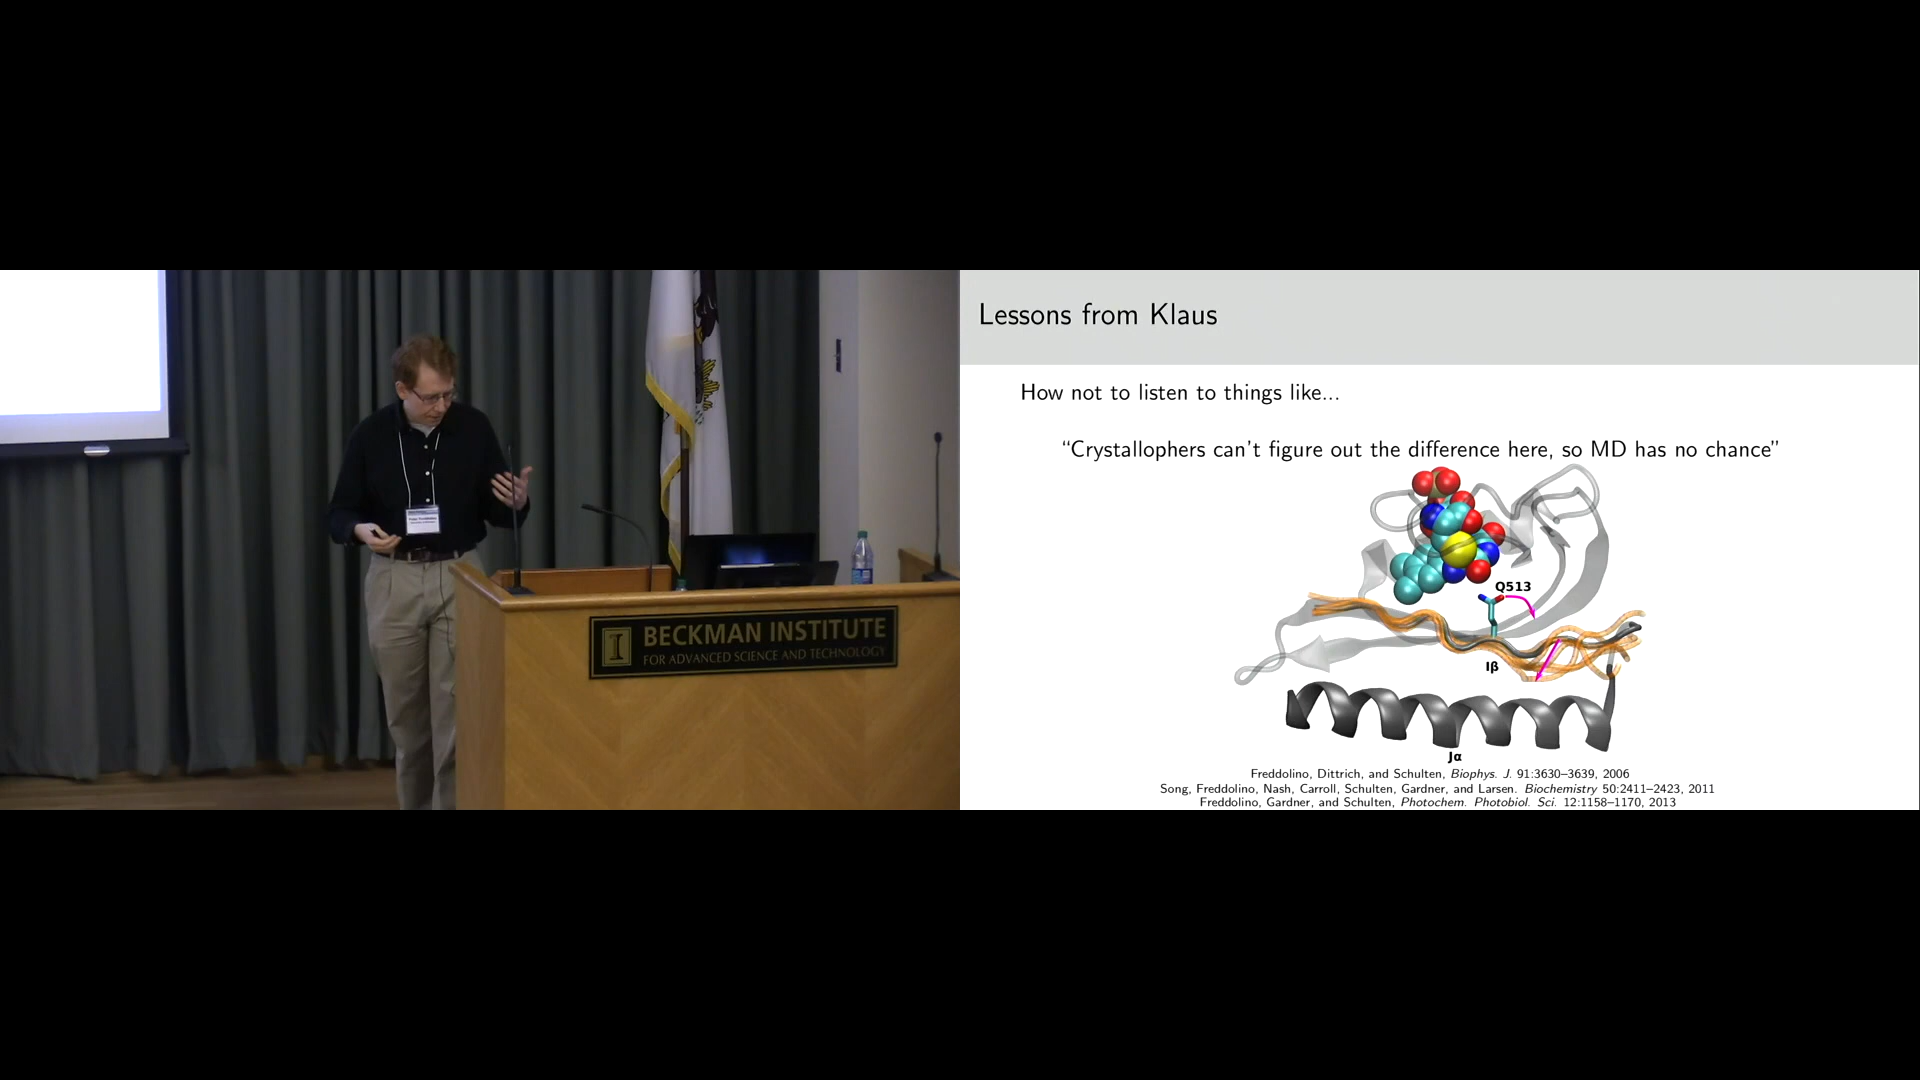 BECKMAN INSTITUTE
FOR ADVANCED SCIENCE AND TECHNOLOGY
Lessons from Klaus
How not to listen to things like...
“Crystallophers can't figure out the difference here, so MD has no chance”
Q513
Iβ
Jα
Freddolino, Dittrich, and Schulten, Biophys. J. 91:3630–3639, 2006
Song, Freddolino, Nash, Carroll, Schulten, Gardner, and Larsen. Biochemistry 50:2411–2423, 2011
Freddolino, Gardner, and Schulten, Photochem. Photobiol. Sci. 12:1158–1170, 2013